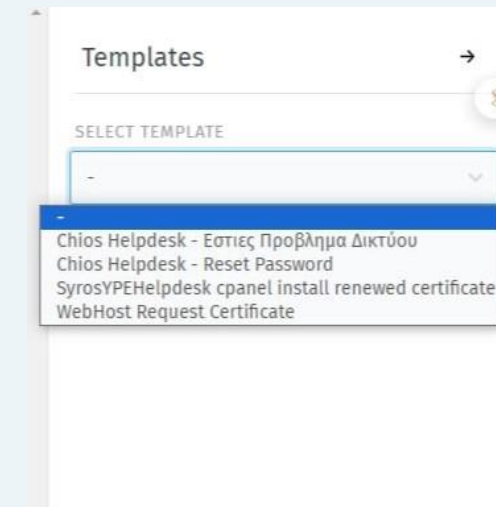 Templates
SELECT TEMPLATE
-
-
Chios Helpdesk - Εστιες Προβλημα Δικτύου
Chios Helpdesk - Reset Password
SyrosYPEHelpdesk cpanel install renewed certificate
WebHost Request Certificate